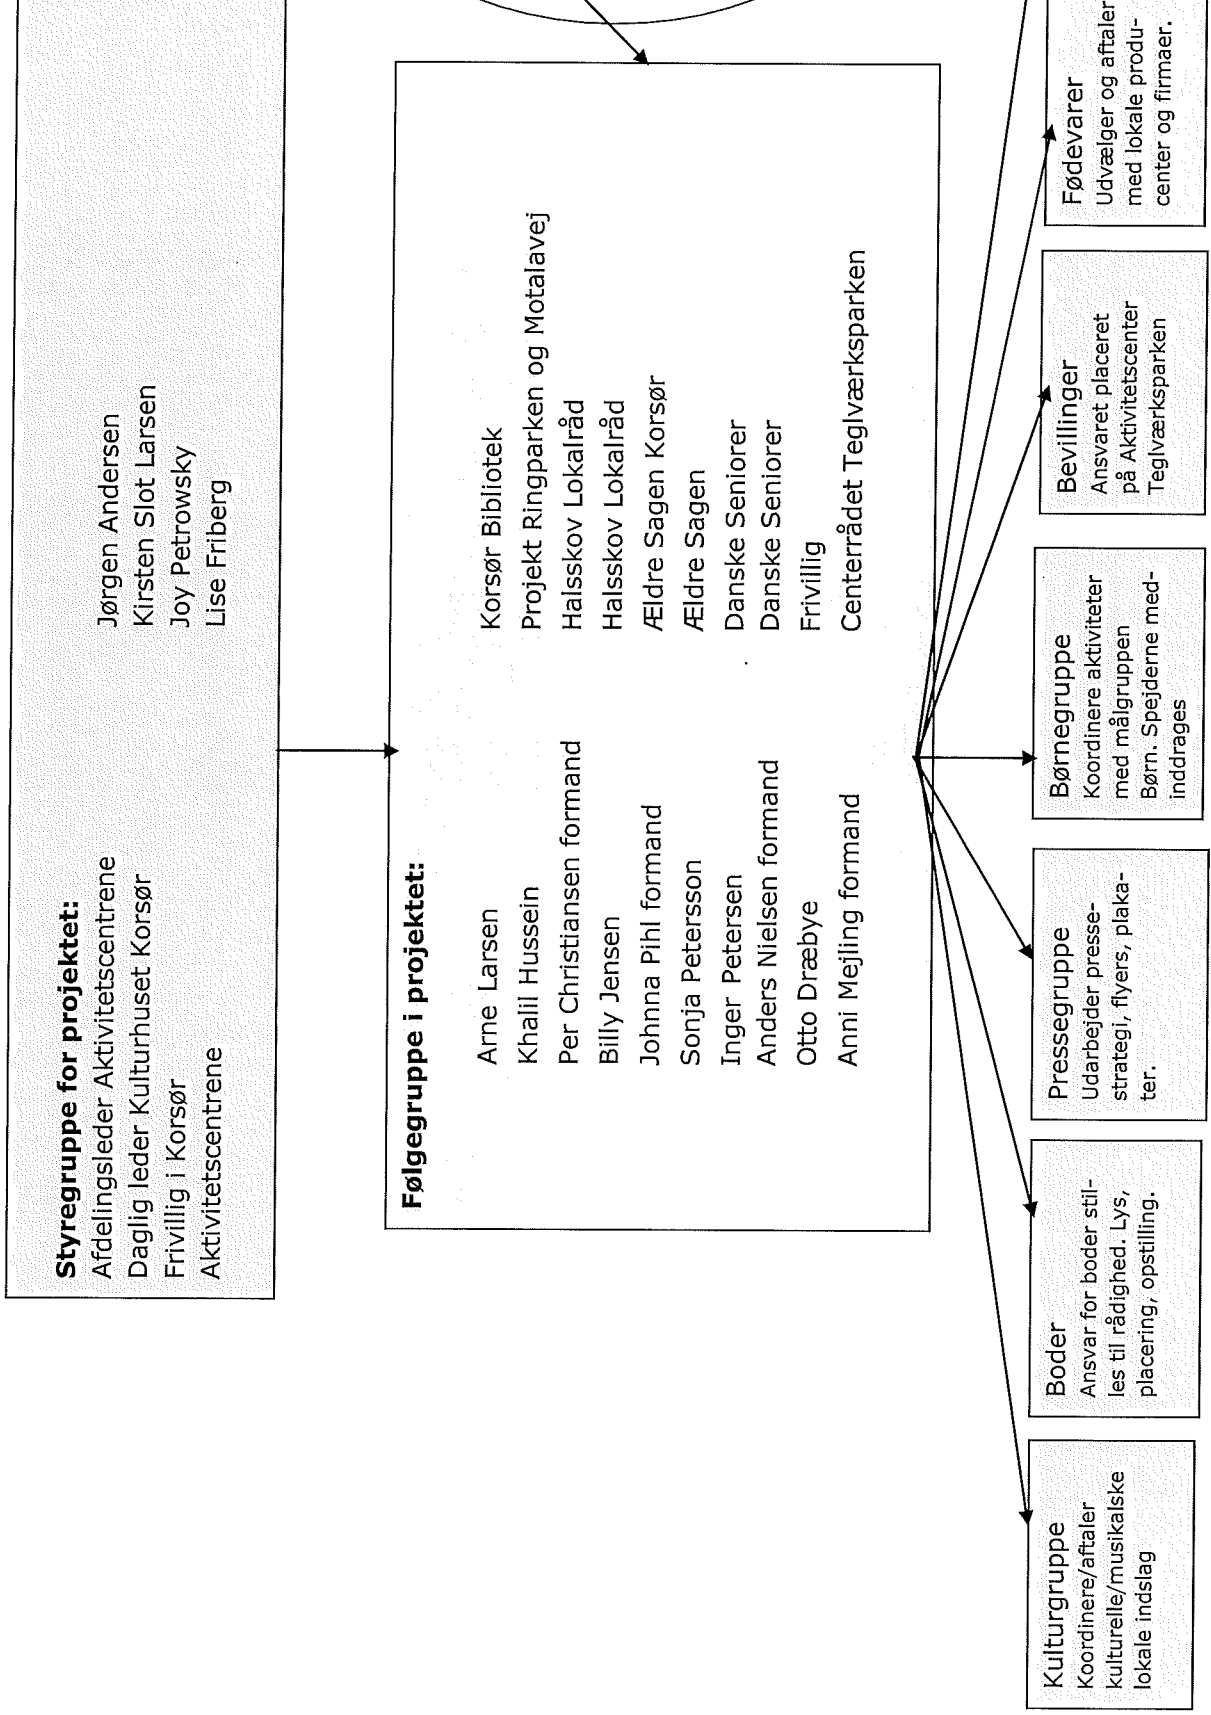 Styregruppe for projektet:
Afdelingsleder Aktivitetscentrene Jørgen Andersen
Daglig leder Kulturhuset Korsør Kirsten Slot Larsen
Frivillig i Korsør Joy Petrowsky
Aktivitetscentrene Lise Friberg
Følgegruppe i projektet:
Arne Larsen Korsør Bibliotek
Khalil Hussein Projekt Ringparken og Motalavej
Per Christiansen formand Halsskov Lokalråd
Billy Jensen Halsskov Lokalråd
Johnna Pihl formand Ældre Sagen Korsør
Sonja Petersson Ældre Sagen
Inger Petersen Danske Seniorer
Anders Nielsen formand Danske Seniorer
Otto Dræbye Frivillig
Anni Mejling formand Centerrådet Teglværksparken
Kulturgruppe
Koordinere/aftaler
kulturelle/musikalske
lokale indslag
Boder
Ansvar for boder stil-
les til rådighed. Lys,
placering, opstilling.
Pressegruppe
Udarbejder presse-
strategi, flyers, plaka-
ter.
Børnegruppe
Koordinere aktiviteter
med målgruppen
Børn. Spejderne med-
inddrages
Bevillinger
Ansvaret placeret
på Aktivitetscenter
Teglværksparken
Fødevarer
Udvælger og aftaler
med lokale produ-
center og firmaer.